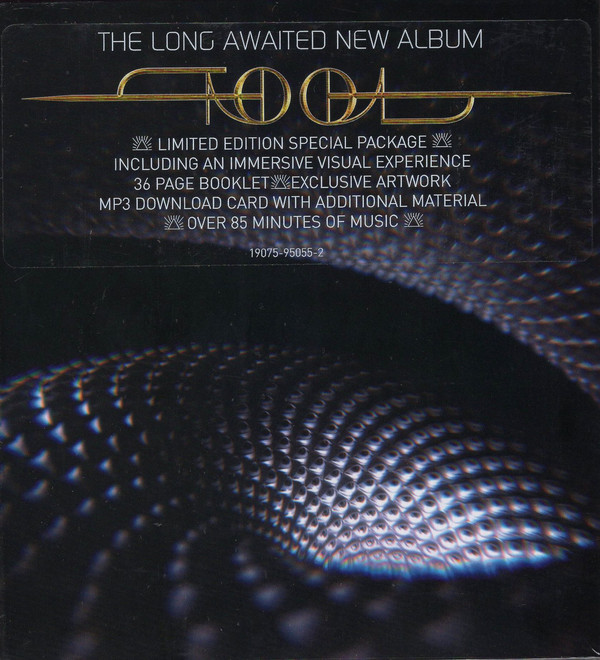 THE LONG AWAITED NEW ALBUM
TOOL
LIMITED EDITION SPECIAL PACKAGE
INCLUDING AN IMMERSIVE VISUAL EXPERIENCE
36 PAGE BOOKLET EXCLUSIVE ARTWORK
MP3 DOWNLOAD CARD WITH ADDITIONAL MATERIAL
OVER 85 MINUTES OF MUSIC
19075-95055-2